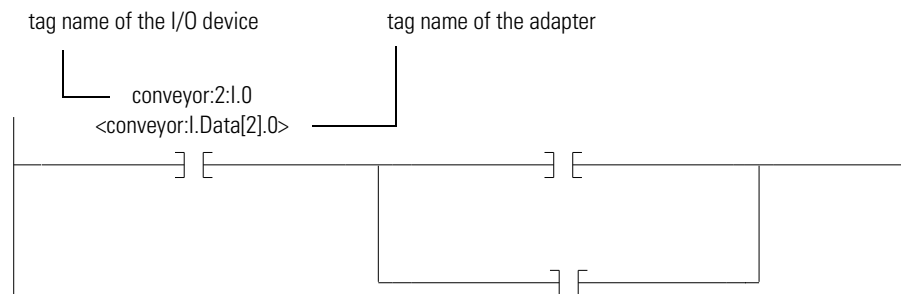 tag name of the I/O device
tag name of the adapter
conveyor:2:I.0
<conveyor:I.Data[2].0>